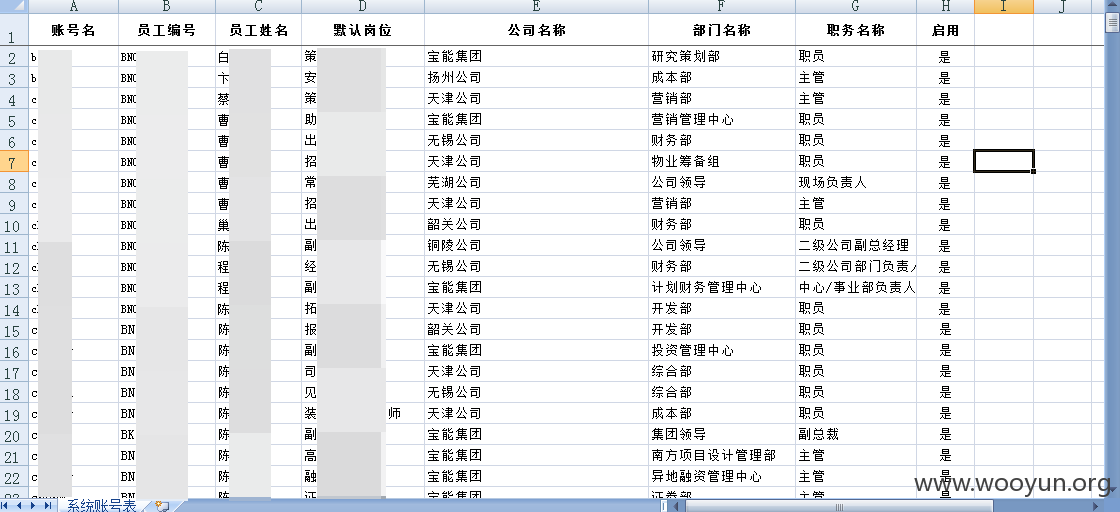 A B C D E F G H I J
1 账号名 员工编号 员工姓名 默认岗位 公司名称 部门名称 职务名称 启用
2 b BNG 白 策 宝能集团 研究策划部 职员 是
3 b BNG 卞 安 扬州公司 成本部 主管 是
4 c BNG 蔡 策 天津公司 营销部 主管 是
5 c BNG 曹 助 宝能集团 营销管理中心 职员 是
6 c BNG 曹 出 无锡公司 财务部 职员 是
7 c BNG 曹 招 天津公司 物业筹备组 职员 是
8 c BNG 曹 常 芜湖公司 公司领导 现场负责人 是
9 c BNG 曹 招 天津公司 营销部 主管 是
10 c BNG 巢 出 韶关公司 财务部 职员 是
11 c BNG 陈 副 铜陵公司 公司领导 二级公司副总经理 是
12 c BNG 程 经 无锡公司 财务部 二级公司部门负责人 是
13 c BNG 程 副 宝能集团 计划财务管理中心 中心/事业部负责人 是
14 c BNG 陈 拓 天津公司 开发部 职员 是
15 c BN 陈 报 韶关公司 开发部 职员 是
16 c BN 陈 副 宝能集团 投资管理中心 职员 是
17 c BN 陈 司 天津公司 综合部 职员 是
18 c BN 陈 见 无锡公司 综合部 职员 是
19 c BN 陈 装 师 天津公司 成本部 职员 是
20 c BK 陈 副 宝能集团 集团领导 副总裁 是
21 c BN 陈 高 宝能集团 南方项目设计管理部 主管 是
22 c BN 陈 融 宝能集团 异地融资管理中心 主管 是
23 BN 陈 证 宝能集团 证券部 主管 是
www.wooyun.org
系统账号表